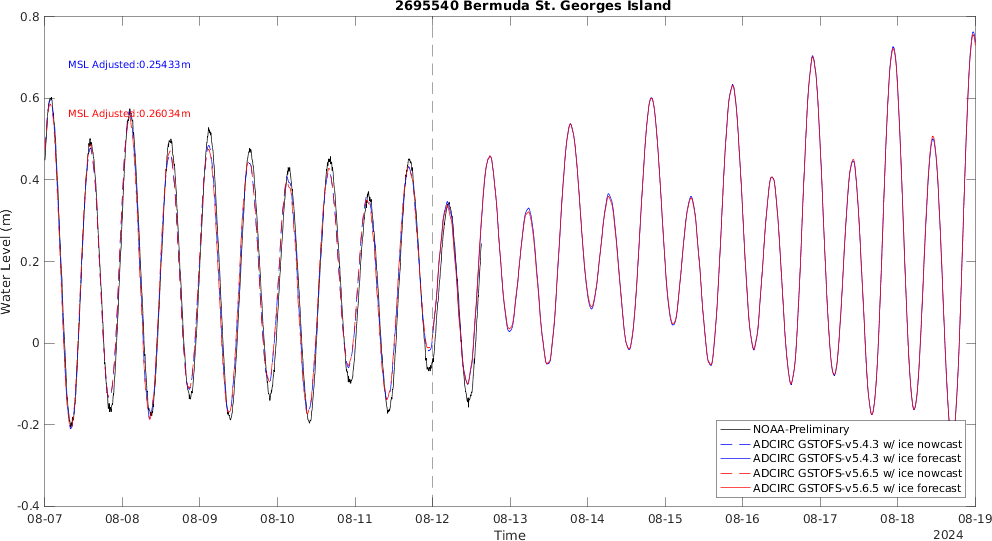 2695540 Bermuda St. Georges Island
0.8
MSL Adjusted:0.25433m
0.6
MSL Adjusted:0.26034m
0.4
Water Level (m)
0.2
0
-0.2
-0.4
NOAA-Preliminary
ADCIRC GSTOFS-v5.4.3 w/ ice nowcast
ADCIRC GSTOFS-v5.4.3 w/ ice forecast
ADCIRC GSTOFS-v5.6.5 w/ ice nowcast
ADCIRC GSTOFS-v5.6.5 w/ ice forecast
08-07 08-08 08-09 08-10 08-11 08-12 08-13 08-14 08-15 08-16 08-17 08-18 08-19
Time
2024